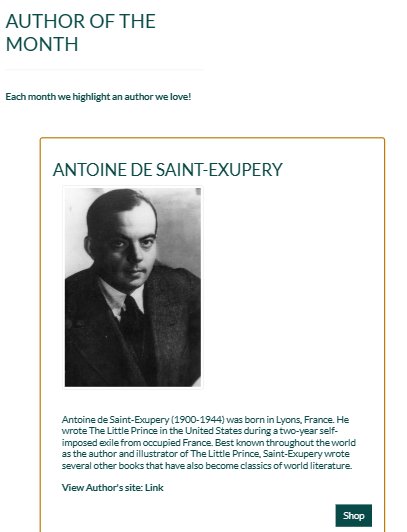 AUTHOR OF THE
MONTH
Each month we highlight an author we love!
ANTOINE DE SAINT-EXUPERY
Antoine de Saint-Exupery (1900-1944) was born in Lyons, France. He
wrote The Little Prince in the United States during a two-year self-
imposed exile from occupied France. Best known throughout the world
as the author and illustrator of The Little Prince, Saint-Exupery wrote
several other books that have also become classics of world literature.
View Author's site: Link
Shop